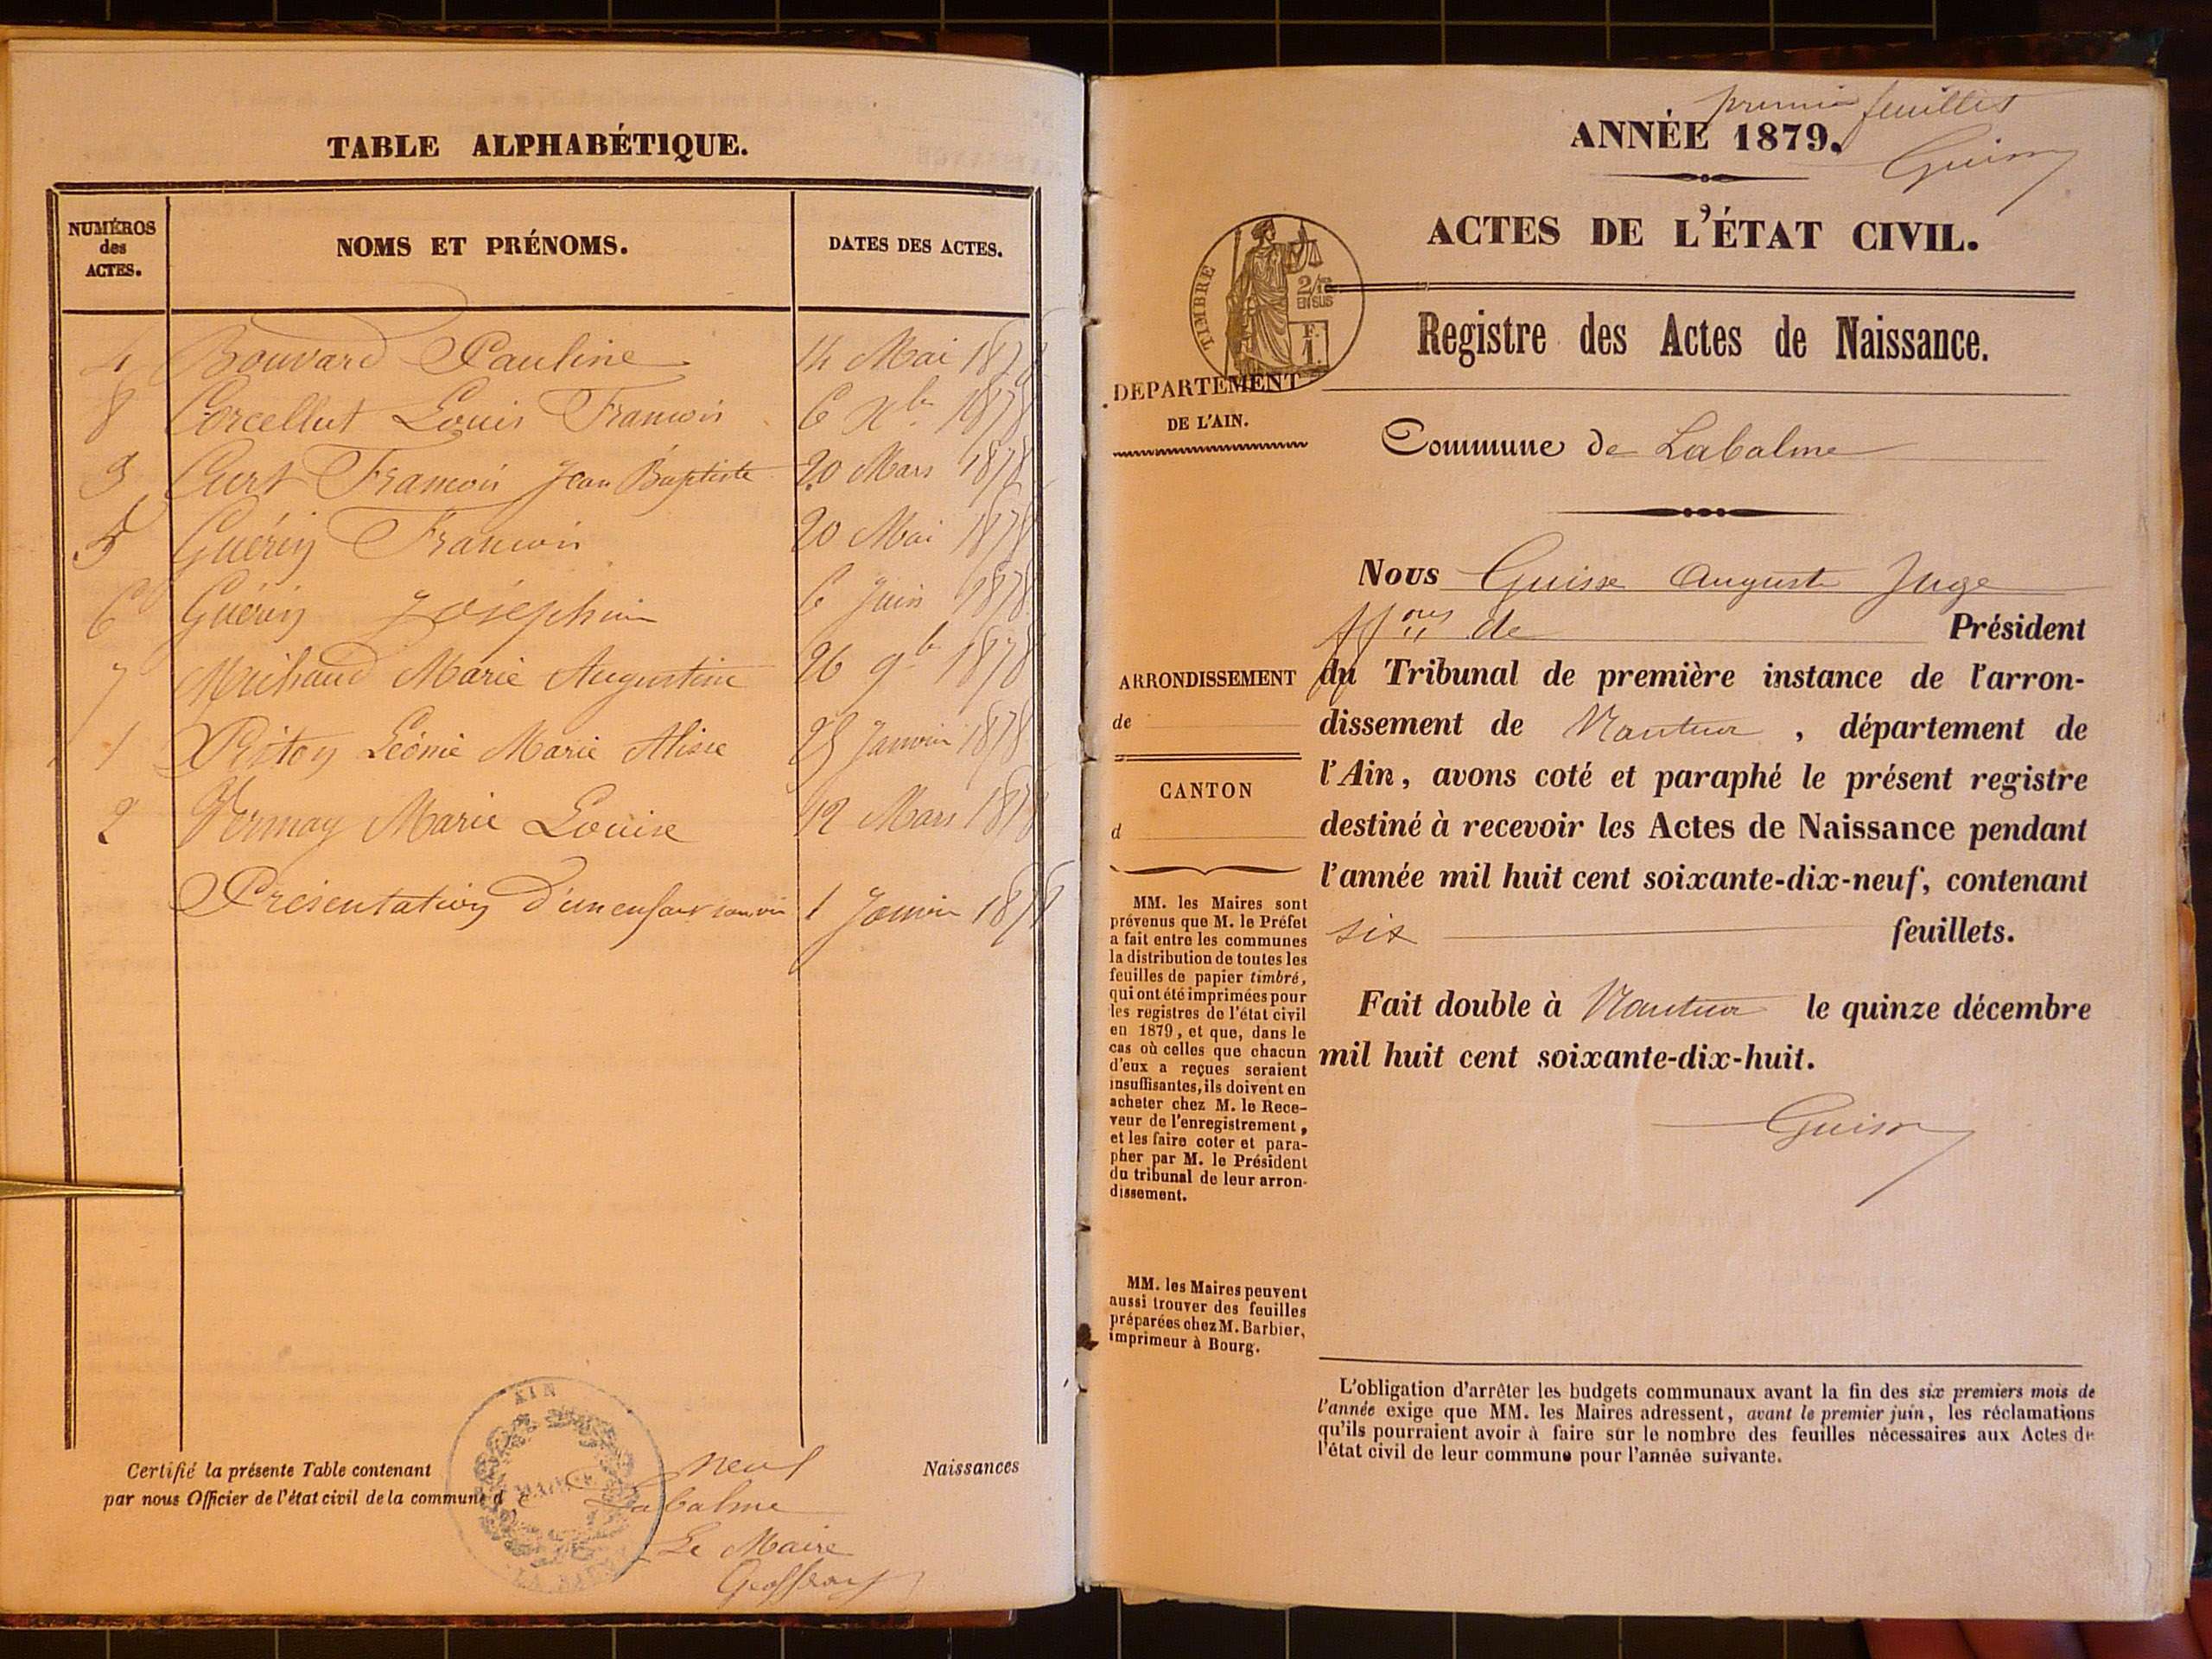 TABLE ALPHABÉTIQUE.
NUMÉROS
des
ACTES.
NOMS ET PRÉNOMS.
DATES DES ACTES.
4 Bouvard Pauline 14 Mai 1878
8 Corcellut Louis François 6 Xbre 1878
3 Curt François Jean Baptiste 20 Mars 1878
5 Guérin François 20 Mai 1878
6 Guérin Joséphine 6 Juin 1878
7 Michaud Marie Augustine 26 9bre 1878
1 Léonie Marie Janvier 1878
2 Marie Louise 12 Mars 1878
Présentation d'un enfant sans vie 1 Janvier 1878
Certifié la présente Table contenant neuf Naissances
par nous Officier de l'état civil de la commune de Labalme
Le Maire
AIN
MAIRIE
premier feuillet
ANNÉE 1879.
ACTES DE L'ÉTAT CIVIL.
TIMBRE
2/10es
EN SUS
F.
1.
Registre des Actes de Naissance.
DEPARTEMENT
DE L'AIN.
Commune de Labalme
Nous Guisse Auguste Juge
de Président
du Tribunal de première instance de l'arron-
dissement de Nantua, département de
l'Ain, avons coté et paraphé le présent registre
destiné à recevoir les Actes de Naissance pendant
l'année mil huit cent soixante-dix-neuf, contenant
six feuillets.
Fait double à Nantua le quinze décembre
mil huit cent soixante-dix-huit.
ARRONDISSEMENT
de
CANTON
d
MM. les Maires sont
prévenus que M. le Préfet
a fait entre les communes
la distribution de toutes les
feuilles de papier timbré,
qui ont été imprimées pour
les registres de l'état civil
en 1879, et que, dans le
cas où celles que chacun
d'eux a reçues seraient
insuffisantes, ils doivent en
acheter chez M. le Rece-
veur de l'enregistrement,
et les faire coter et para-
pher par M. le Président
du tribunal de leur arron-
dissement.
MM. les Maires peuvent
aussi trouver des feuilles
préparées chez M. Barbier,
imprimeur à Bourg.
L'obligation d'arrêter les budgets communaux avant la fin des six premiers mois de
l'année exige que MM. les Maires adressent, avant le premier juin, les réclamations
qu'ils pourraient avoir à faire sur le nombre des feuilles nécessaires aux Actes de
l'état civil de leur commune pour l'année suivante.